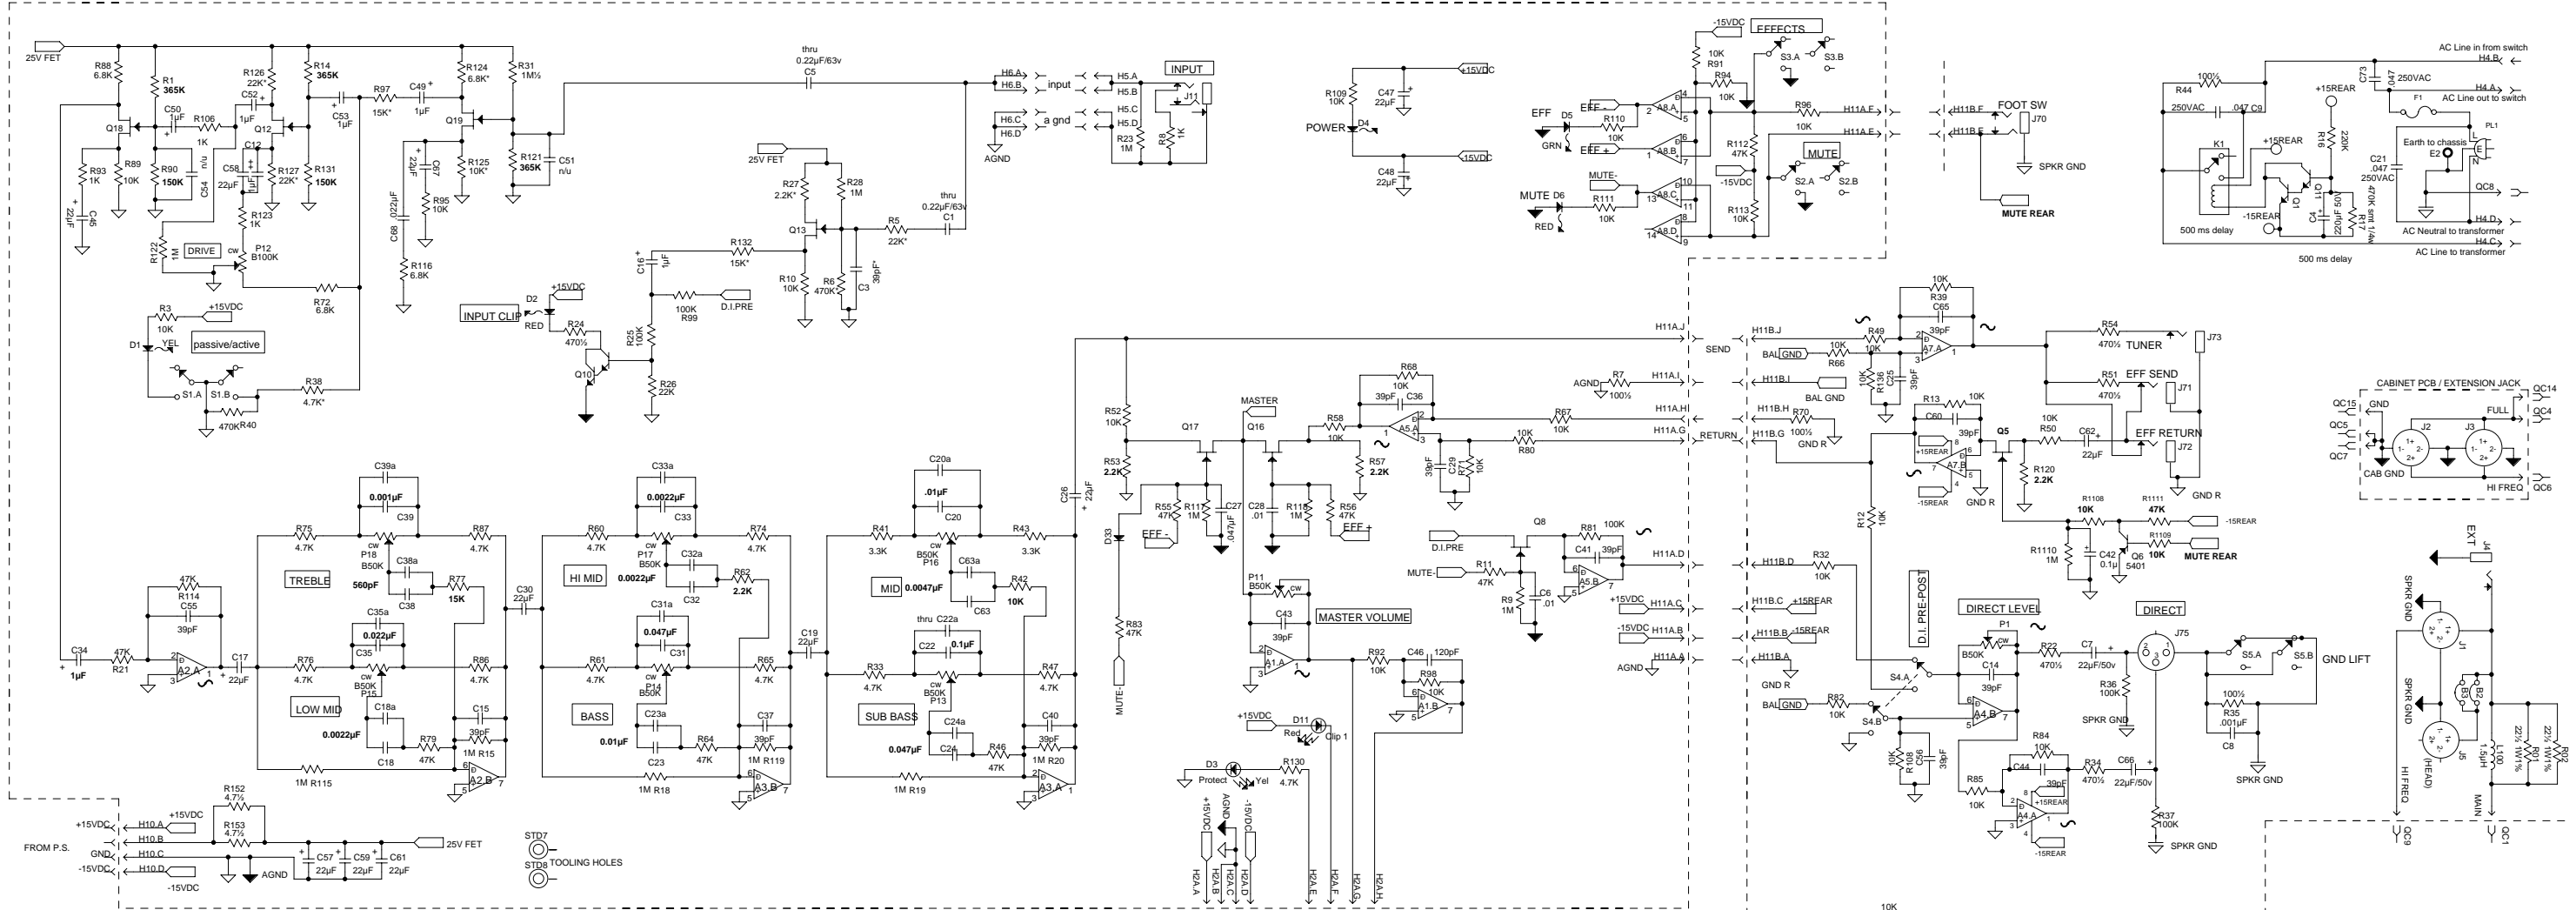 25V FET
R88
6.8K
R1
365K
R126
22K*
R14
365K
R97
15K*
C49
1µF
R124
6.8K*
R31
1M½
thru
0.22µF/63v
C5
H6.A
H6.B
input
H5.A
H5.B
INPUT
J11
H6.C
H6.D
a gnd
H5.C
H5.D
AGND
R23
1M
R8
1K
Q18
C50
1µF
R106
1K
C52
1µF
Q12
C53
1µF
Q19
R93
1K
R89
10K
R90
150K
C54
n/u
C12
1µF
C58
22µF
R127
22K*
R131
150K
22µF
C45
R122
1M
DRIVE
R123
1K
cw
P12
B100K
R72
6.8K
22µF
C67
R125
10K*
R95
10K
C68 .022µF
R116
6.8K
R121
365K
C51
n/u
25V FET
R27
2.2K*
R28
1M
thru
0.22µF/63v
C1
Q13
R5
22K*
R10
10K
R6
470K*
C3
39pF*
C16
1µF
R132
15K*
100K
R99
D.I.PRE
R25
100K
R26
22K
INPUT CLIP
D2
+15VDC
RED
R24
470½
Q10
R3
10K
+15VDC
D1
YEL
passive/active
S1.A
S1.B
470K
R40
R38
4.7K*
R109
10K
POWER
D4
C47
22µF
+15VDC
C48
22µF
-15VDC
-15VDC
EFFECTS
10K
R91
R94
10K
S3.A
S3.B
EFF
D5
GRN
R110
10K
EFF -
EFF +
A8.A
2
4
5
A8.B
1
6
7
MUTE-
MUTE
D6
RED
R111
10K
A8.C
13
10
11
A8.D
14
8
9
R96
10K
R112
47K
-15VDC
R113
10K
MUTE
S2.A
S2.B
H11A.F
H11A.E
H11B.F
H11B.E
FOOT SW
J70
SPKR GND
MUTE REAR
100½
R44
250VAC
.047 C9
K1
500 ms delay
+15REAR
-15REAR
Q1
Q11
+15REAR
R16
220K
C4
R17
470K smt 1/4w
500 ms delay
C73
.047
250VAC
AC Line in from switch
H4.B
H4.A
AC Line out to switch
F1
PL1
L
E
N
Earth to chassis
E2
C21
.047
250VAC
QC8
H4.D
AC Neutral to transformer
H4.C
AC Line to transformer
H11A.J
SEND
H11B.J
R49
10K
10K
R39
C65
39pF
A7.A
BAL GND
10K
R66
10K
R136
C25
39pF
R54
470½
TUNER
J73
R51
470½
EFF SEND
J71
EFF RETURN
J72
GND R
AGND
R7
100½
H11A.I
H11B.I
BAL GND
H11A.H
H11B.H
R70
100½
GND R
H11A.G
RETURN
H11B.G
R13
10K
C60
39pF
+15REAR
A7.B
-15REAR
GND R
Q5
10K
R50
C62
22µF
R120
2.2K
R1108
10K
R1111
47K
-15REAR
R1109
10K
MUTE REAR
R1110
1M
C42
0.1µ
Q6
5401
R12
10K
CABINET PCB / EXTENSION JACK
QC14
QC15
GND
FULL
QC4
QC5
QC7
CAB GND
J2
J3
HI FREQ
QC6
EXT
J4
SPKR GND
J1
SPKR GND
B3
B2
J5
(HEAD)
HI FREQ
MAIN
L100
1.5µH
22½ 1W1%
R01
22½ 1W1%
R02
QC9
QC1
R52
10K
R53
2.2K
Q17
MASTER
Q16
R58
10K
R68
10K
39pF
C36
A5.A
R67
10K
10K
R80
39pF
C29
R71
10K
R57
2.2K
R55
47K
R117
1M
C27
.047µF
C28
.01
R118
1M
R56
47K
EFF -
EFF +
D33
R83
47K
MUTE-
P11
B50K
cw
C43
39pF
MASTER VOLUME
A1.A
R92
10K
C46
120pF
R98
10K
A1.B
D.I.PRE
Q8
MUTE-
R11
47K
R9
1M
C6
.01
R81
100K
C41
39pF
A5.B
H11A.D
H11B.D
R32
10K
+15VDC
H11A.C
H11B.C
+15REAR
-15VDC
H11A.B
H11B.B
-15REAR
AGND
H11A.A
H11B.A
GND R
D.I. PRE-POST
S4.A
S4.B
BAL GND
R82
10K
10K
R108
C56
39pF
DIRECT LEVEL
P1
B50K
cw
C14
39pF
A4.B
R22
470½
C7
22µF/50v
R36
100K
SPKR GND
DIRECT
J75
S5.A
S5.B
GND LIFT
100½
R35
.001µF
C8
SPKR GND
R84
10K
C44
39pF
R85
10K
+15REAR
A4.A
-15REAR
R34
470½
C66
22µF/50v
R37
100K
SPKR GND
C34
1µF
47K
R21
47K
R114
C55
39pF
A2.A
C17
22µF
R75
4.7K
C39a
0.001µF
C39
cw
P18
B50K
R87
4.7K
TREBLE
560pF
C38a
C38
R77
15K
R76
4.7K
C35a
0.022µF
C35
cw
B50K
P15
R86
4.7K
LOW MID
0.0022µF
C18a
C18
R79
47K
C15
39pF
1M R15
1M R115
A2.B
C30
22µF
R60
4.7K
C33a
0.0022µF
C33
cw
P17
B50K
R74
4.7K
HI MID
0.0022µF
C32a
C32
R62
2.2K
R61
4.7K
C31a
0.047µF
C31
cw
P14
B50K
R65
4.7K
BASS
0.01µF
C23a
C23
R64
47K
C37
39pF
1M R119
1M R18
A3.B
C19
22µF
R41
3.3K
C20a
.01µF
C20
cw
B50K
P16
R43
3.3K
MID
0.0047µF
C63a
C63
R42
10K
R33
4.7K
thru
C22a
C22
0.1µF
cw
B50K
P13
R47
4.7K
SUB BASS
0.047µF
C24a
C24
R46
47K
C40
39pF
1M R20
1M R19
A3.A
C26
22µF
+15VDC
D11
Red
Clip 1
D3
Protect
Yel
R130
4.7K
+15VDC
AGND
-15VDC
H2A.A
H2A.B
H2A.C
H2A.D
H2A.E
H2A.F
H2A.G
H2A.H
FROM P.S.
+15VDC
H10.A
+15VDC
H10.B
GND
H10.C
-15VDC
H10.D
-15VDC
R152
4.7½
R153
4.7½
AGND
C57
22µF
C59
22µF
C61
22µF
25V FET
STD7
STD8
TOOLING HOLES
10K